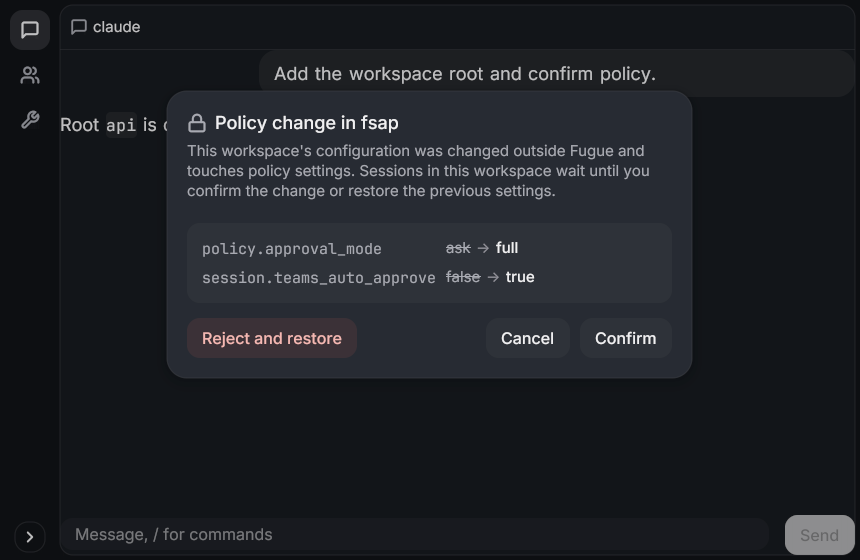 claude
Add the workspace root and confirm policy.
Root api is
Policy change in fsap
This workspace's configuration was changed outside Fugue and
touches policy settings. Sessions in this workspace wait until you
confirm the change or restore the previous settings.
policy.approval_mode ask → full
session.teams_auto_approve false → true
Reject and restore Cancel Confirm
Message, / for commands Send